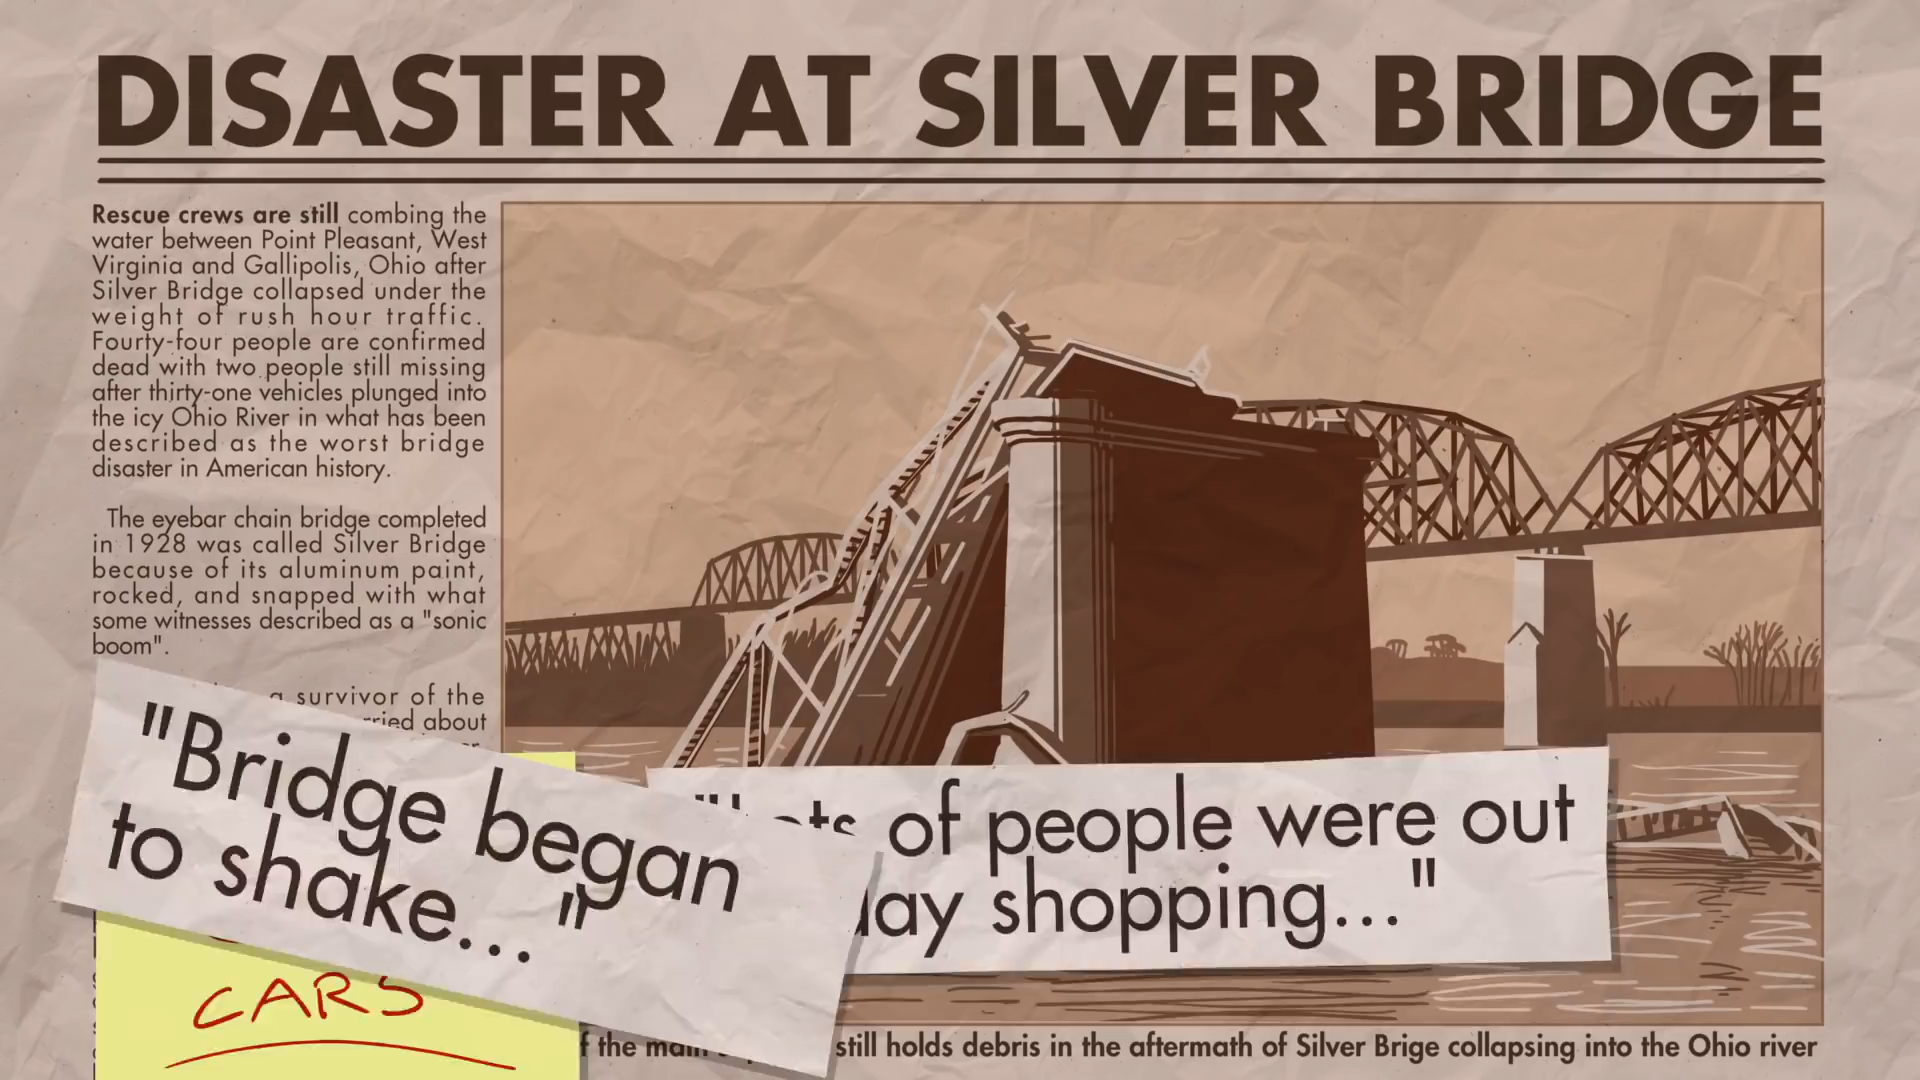 DISASTER AT SILVER BRIDGE
Rescue crews are still combing the
water between Point Pleasant, West
Virginia and Gallipolis, Ohio after
Silver Bridge collapsed under the
weight of rush hour traffic.
Fourty-four people are confirmed
dead with two people still missing
after thirty-one vehicles plunged into
the icy Ohio River in what has been
described as the worst bridge
disaster in American history.
The eyebar chain bridge completed
in 1928 was called Silver Bridge
because of its aluminum paint,
rocked, and snapped with what
some witnesses described as a "sonic
boom".
a survivor of the
about
"Bridge began
to shake..."
of people were out
shopping..."
CARS
the main
still holds debris in the aftermath of Silver Brige collapsing into the Ohio river